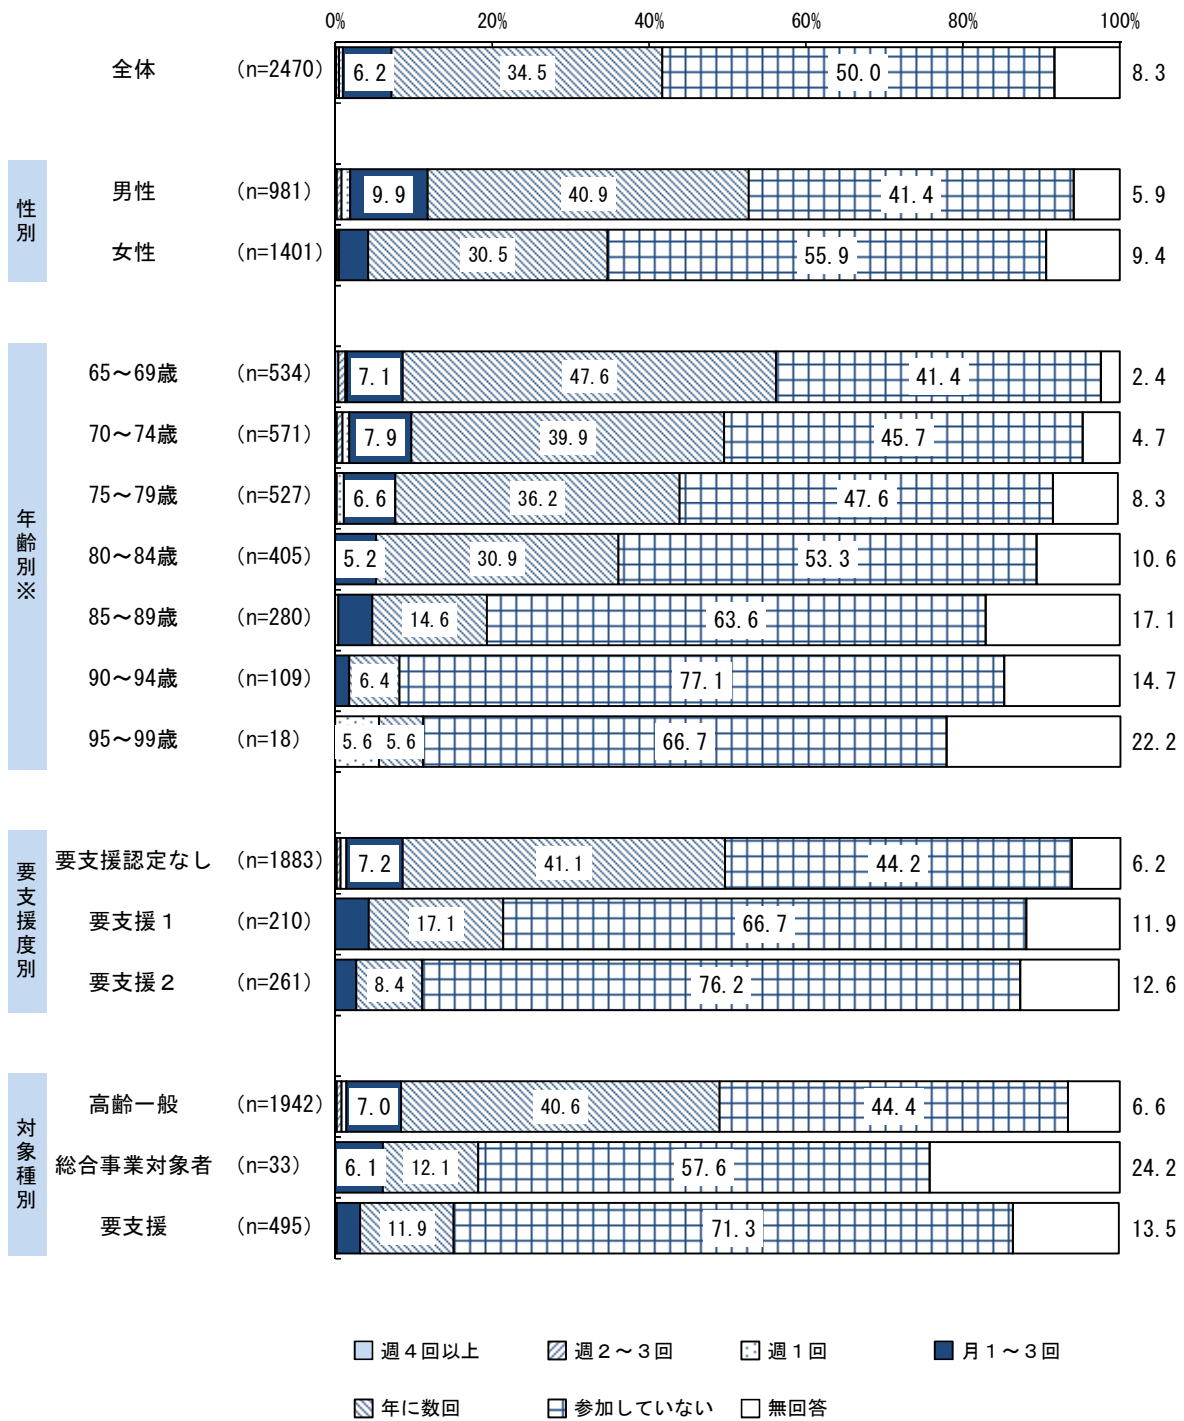 0% 20% 40% 60% 80% 100%
全体 (n=2470) 6.2 34.5 50.0 8.3
性別
男性 (n=981) 9.9 40.9 41.4 5.9
女性 (n=1401) 30.5 55.9 9.4
年齢別※
65～69歳 (n=534) 7.1 47.6 41.4 2.4
70～74歳 (n=571) 7.9 39.9 45.7 4.7
75～79歳 (n=527) 6.6 36.2 47.6 8.3
80～84歳 (n=405) 5.2 30.9 53.3 10.6
85～89歳 (n=280) 14.6 63.6 17.1
90～94歳 (n=109) 6.4 77.1 14.7
95～99歳 (n=18) 5.6 5.6 66.7 22.2
要支援度別
要支援認定なし (n=1883) 7.2 41.1 44.2 6.2
要支援１ (n=210) 17.1 66.7 11.9
要支援２ (n=261) 8.4 76.2 12.6
対象種別
高齢一般 (n=1942) 7.0 40.6 44.4 6.6
総合事業対象者 (n=33) 6.1 12.1 57.6 24.2
要支援 (n=495) 11.9 71.3 13.5
週４回以上 週２～３回 週１回 月１～３回
年に数回 参加していない 無回答